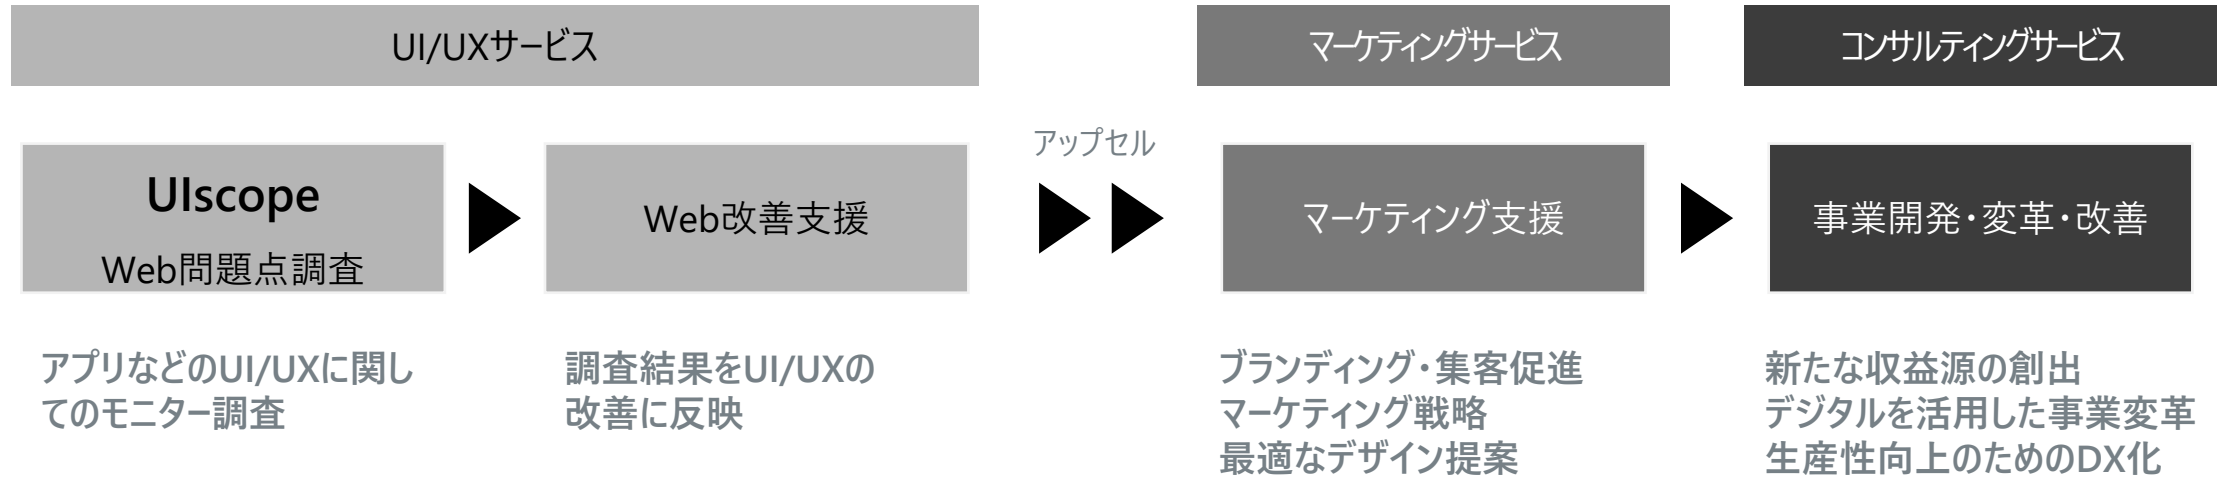 UI/UXサービス
マーケティングサービス
コンサルティングサービス
アップセル
UIscope
Web問題点調査
Web改善支援
マーケティング支援
事業開発・変革・改善
アプリなどのUI/UXに関し
てのモニター調査
調査結果をUI/UXの
改善に反映
ブランディング・集客促進
マーケティング戦略
最適なデザイン提案
新たな収益源の創出
デジタルを活用した事業変革
生産性向上のためのDX化